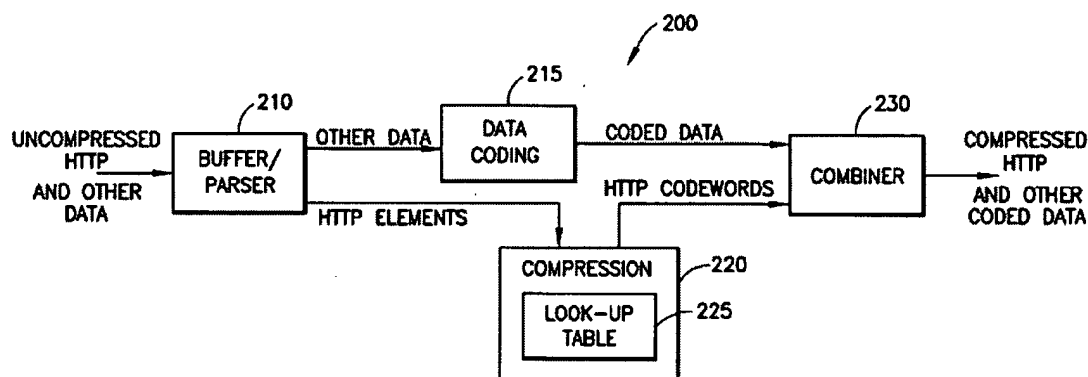 200
210
215
230
UNCOMPRESSED
HTTP
AND OTHER
DATA
BUFFER/
PARSER
OTHER DATA
DATA
CODING
CODED DATA
HTTP CODEWORDS
COMBINER
COMPRESSED
HTTP
AND OTHER
CODED DATA
HTTP ELEMENTS
COMPRESSION
220
LOOK-UP
TABLE
225